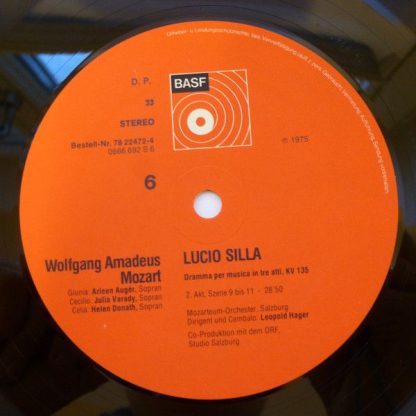 D. P.
33
STEREO
Bestell-Nr. 78 22472-4
0666 692 S 6
6
BASF
℗ 1975
Wolfgang Amadeus
Mozart
Giunia: Arleen Augér, Sopran
Cecilio: Julia Varady, Sopran
Celia: Helen Donath, Sopran
LUCIO SILLA
Dramma per musica in tre atti, KV 135
2. Akt, Szene 9 bis 11 - 28'50
Mozarteum-Orchester, Salzburg
Dirigent und Cembalo: Leopold Hager
Co-Produktion mit dem ORF,
Studio Salzburg